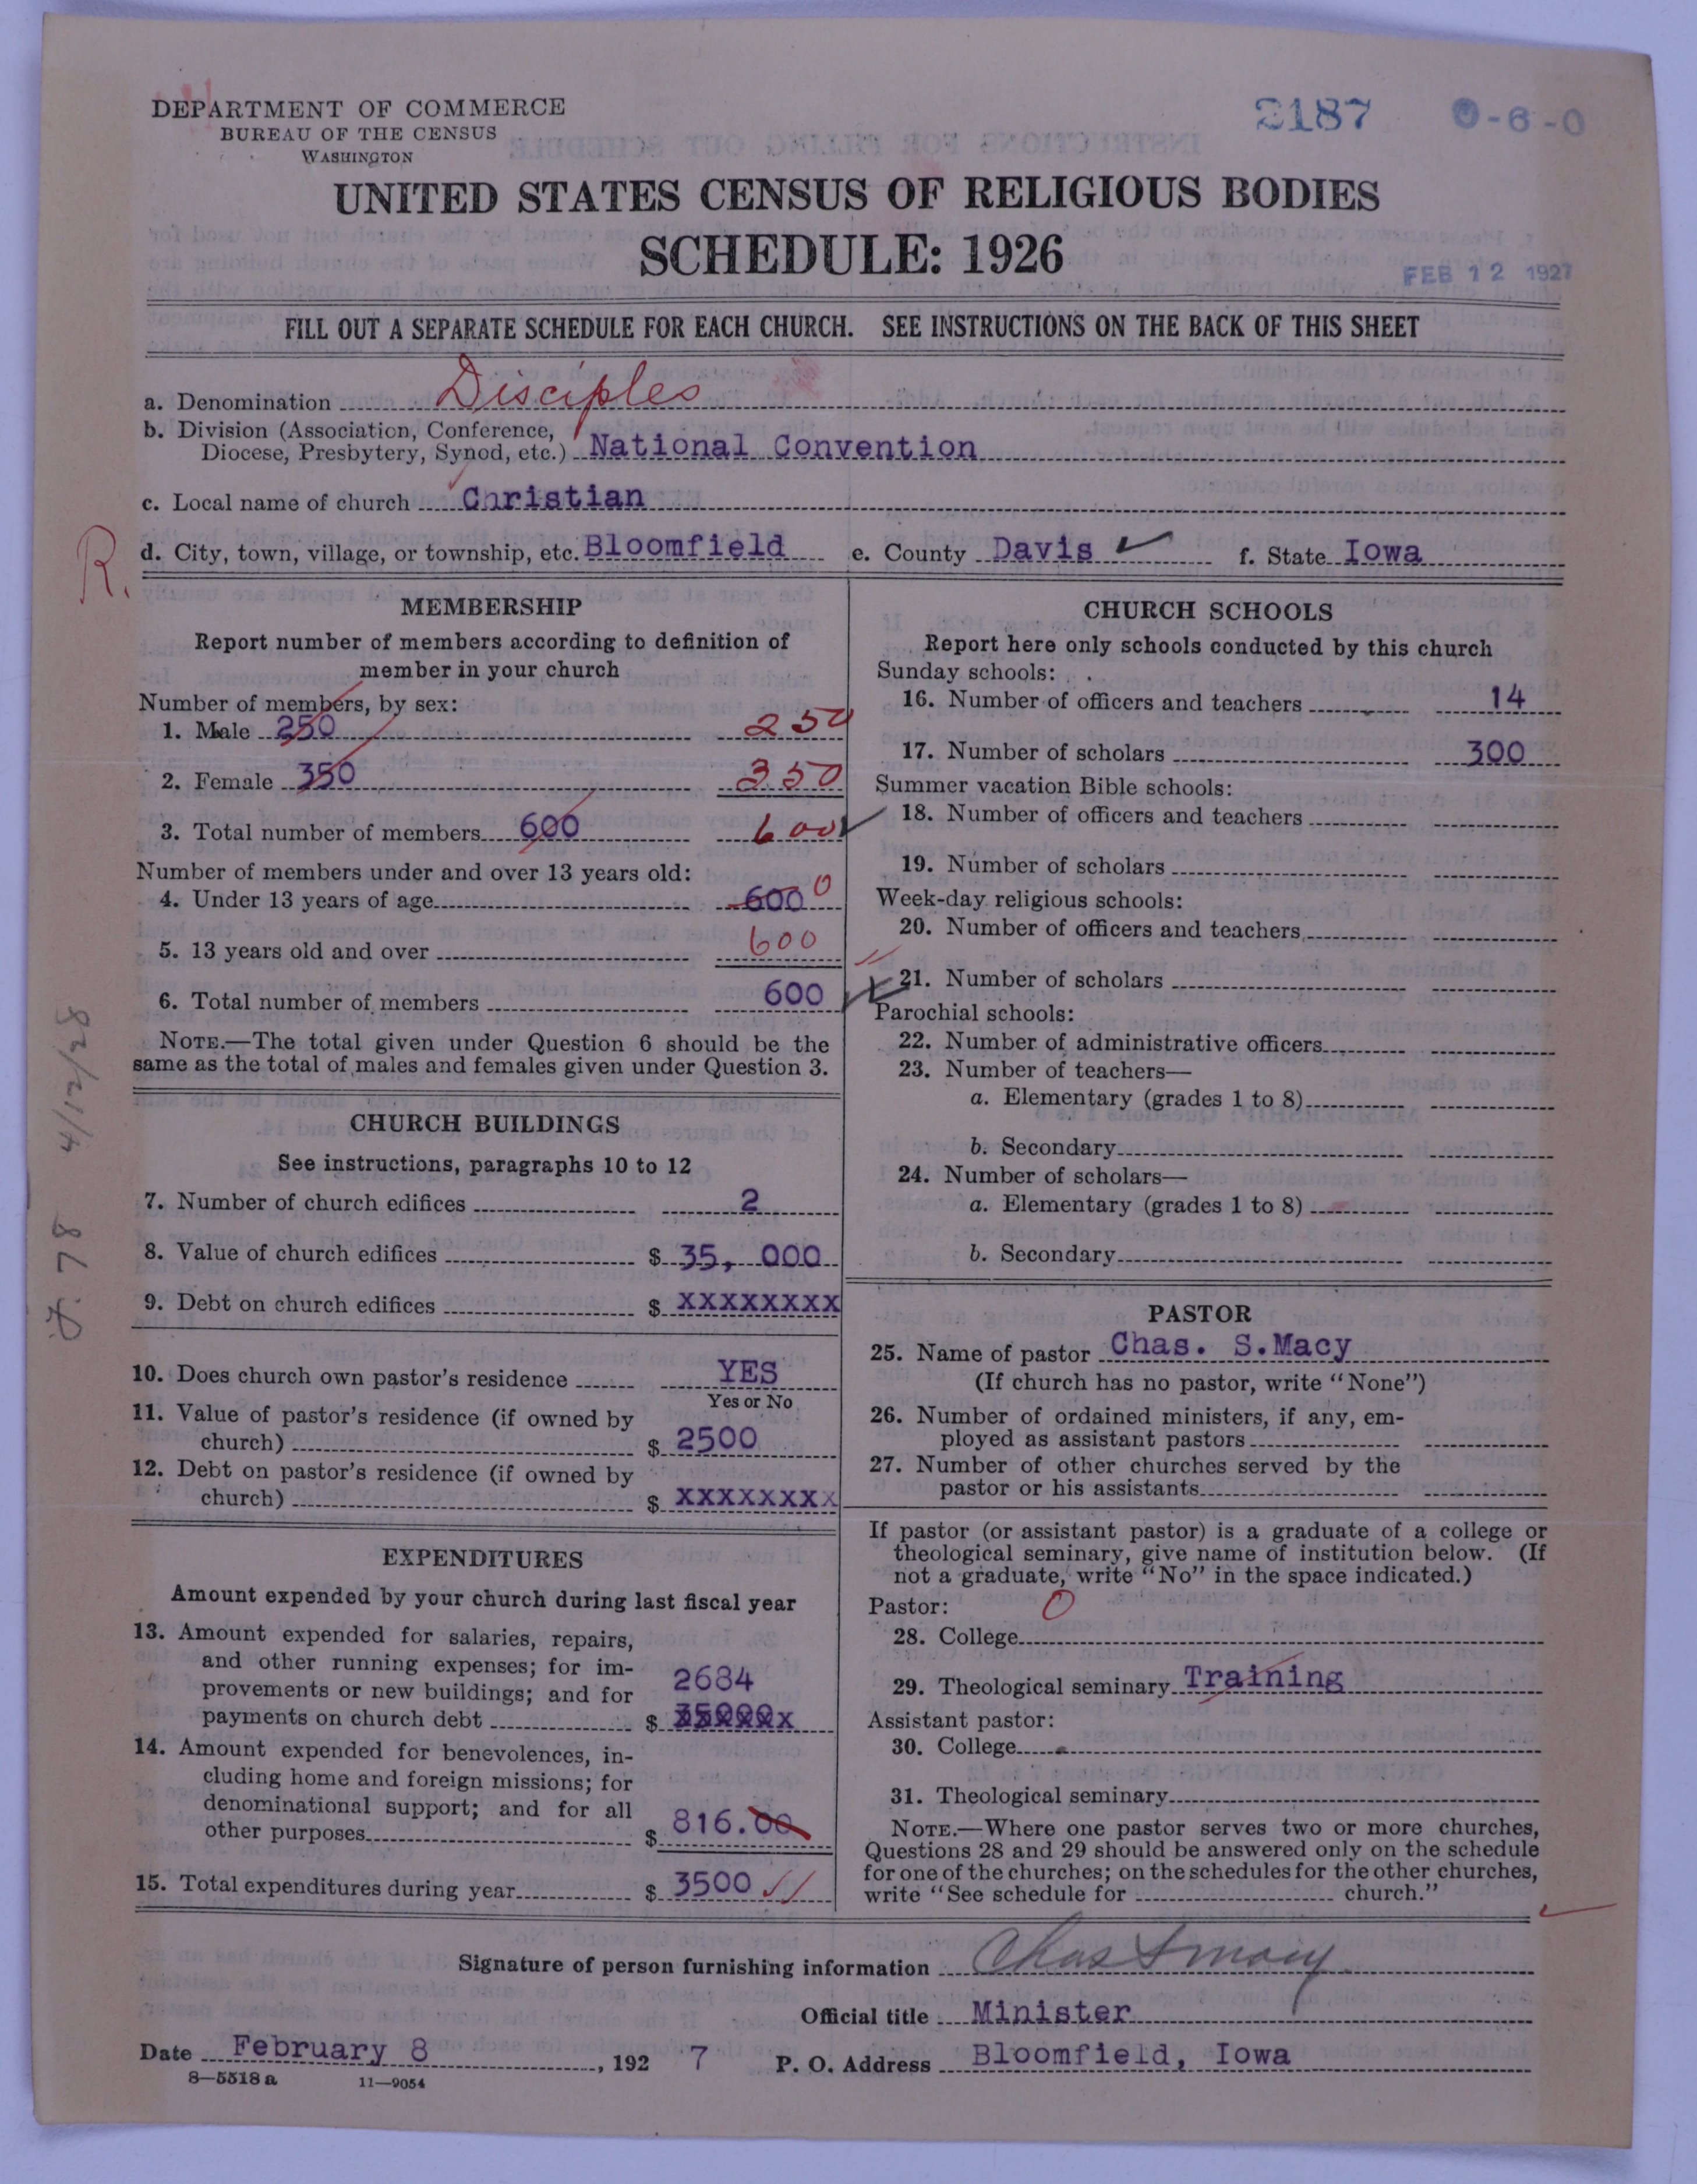 DEPARTMENT OF COMMERCE
BUREAU OF THE CENSUS
WASHINGTON
2187 0-6-0
UNITED STATES CENSUS OF RELIGIOUS BODIES
SCHEDULE: 1926
FEB 12 1927
FILL OUT A SEPARATE SCHEDULE FOR EACH CHURCH. SEE INSTRUCTIONS ON THE BACK OF THIS SHEET
a. Denomination Disciples
b. Division (Association, Conference,
Diocese, Presbytery, Synod, etc.) National Convention
c. Local name of church Christian
R.
d. City, town, village, or township, etc. Bloomfield e. County Davis ✓ f. State Iowa
MEMBERSHIP
Report number of members according to definition of
member in your church
Number of members, by sex:
1. Male 250 250
2. Female 350 350
3. Total number of members 600 600
Number of members under and over 13 years old:
4. Under 13 years of age 600 0
5. 13 years old and over 600
6. Total number of members 600
NOTE.—The total given under Question 6 should be the
same as the total of males and females given under Question 3.
CHURCH BUILDINGS
See instructions, paragraphs 10 to 12
7. Number of church edifices 2
8. Value of church edifices $ 35, 000
9. Debt on church edifices $ XXXXXXXX
10. Does church own pastor's residence YES
Yes or No
11. Value of pastor's residence (if owned by
church) $ 2500
12. Debt on pastor's residence (if owned by
church) $ XXXXXXXX
EXPENDITURES
Amount expended by your church during last fiscal year
13. Amount expended for salaries, repairs,
and other running expenses; for im-
provements or new buildings; and for 2684
payments on church debt $
14. Amount expended for benevolences, in-
cluding home and foreign missions; for
denominational support; and for all
other purposes $ 816.00
15. Total expenditures during year $ 3500
CHURCH SCHOOLS
Report here only schools conducted by this church
Sunday schools:
16. Number of officers and teachers 14
17. Number of scholars 300
Summer vacation Bible schools:
18. Number of officers and teachers
19. Number of scholars
Week-day religious schools:
20. Number of officers and teachers
21. Number of scholars
Parochial schools:
22. Number of administrative officers
23. Number of teachers—
a. Elementary (grades 1 to 8)
b. Secondary
24. Number of scholars—
a. Elementary (grades 1 to 8)
b. Secondary
PASTOR
25. Name of pastor Chas. S.Macy
(If church has no pastor, write "None")
26. Number of ordained ministers, if any, em-
ployed as assistant pastors
27. Number of other churches served by the
pastor or his assistants
If pastor (or assistant pastor) is a graduate of a college or
theological seminary, give name of institution below. (If
not a graduate, write "No" in the space indicated.)
Pastor: 0
28. College
29. Theological seminary Training
Assistant pastor:
30. College
31. Theological seminary
NOTE.—Where one pastor serves two or more churches,
Questions 28 and 29 should be answered only on the schedule
for one of the churches; on the schedules for the other churches,
write "See schedule for church."
Signature of person furnishing information Chas S Macy
Official title Minister
Date February 8, 192 7 P. O. Address Bloomfield, Iowa
8—5518 a 11—9054
J. 78 4/12/28